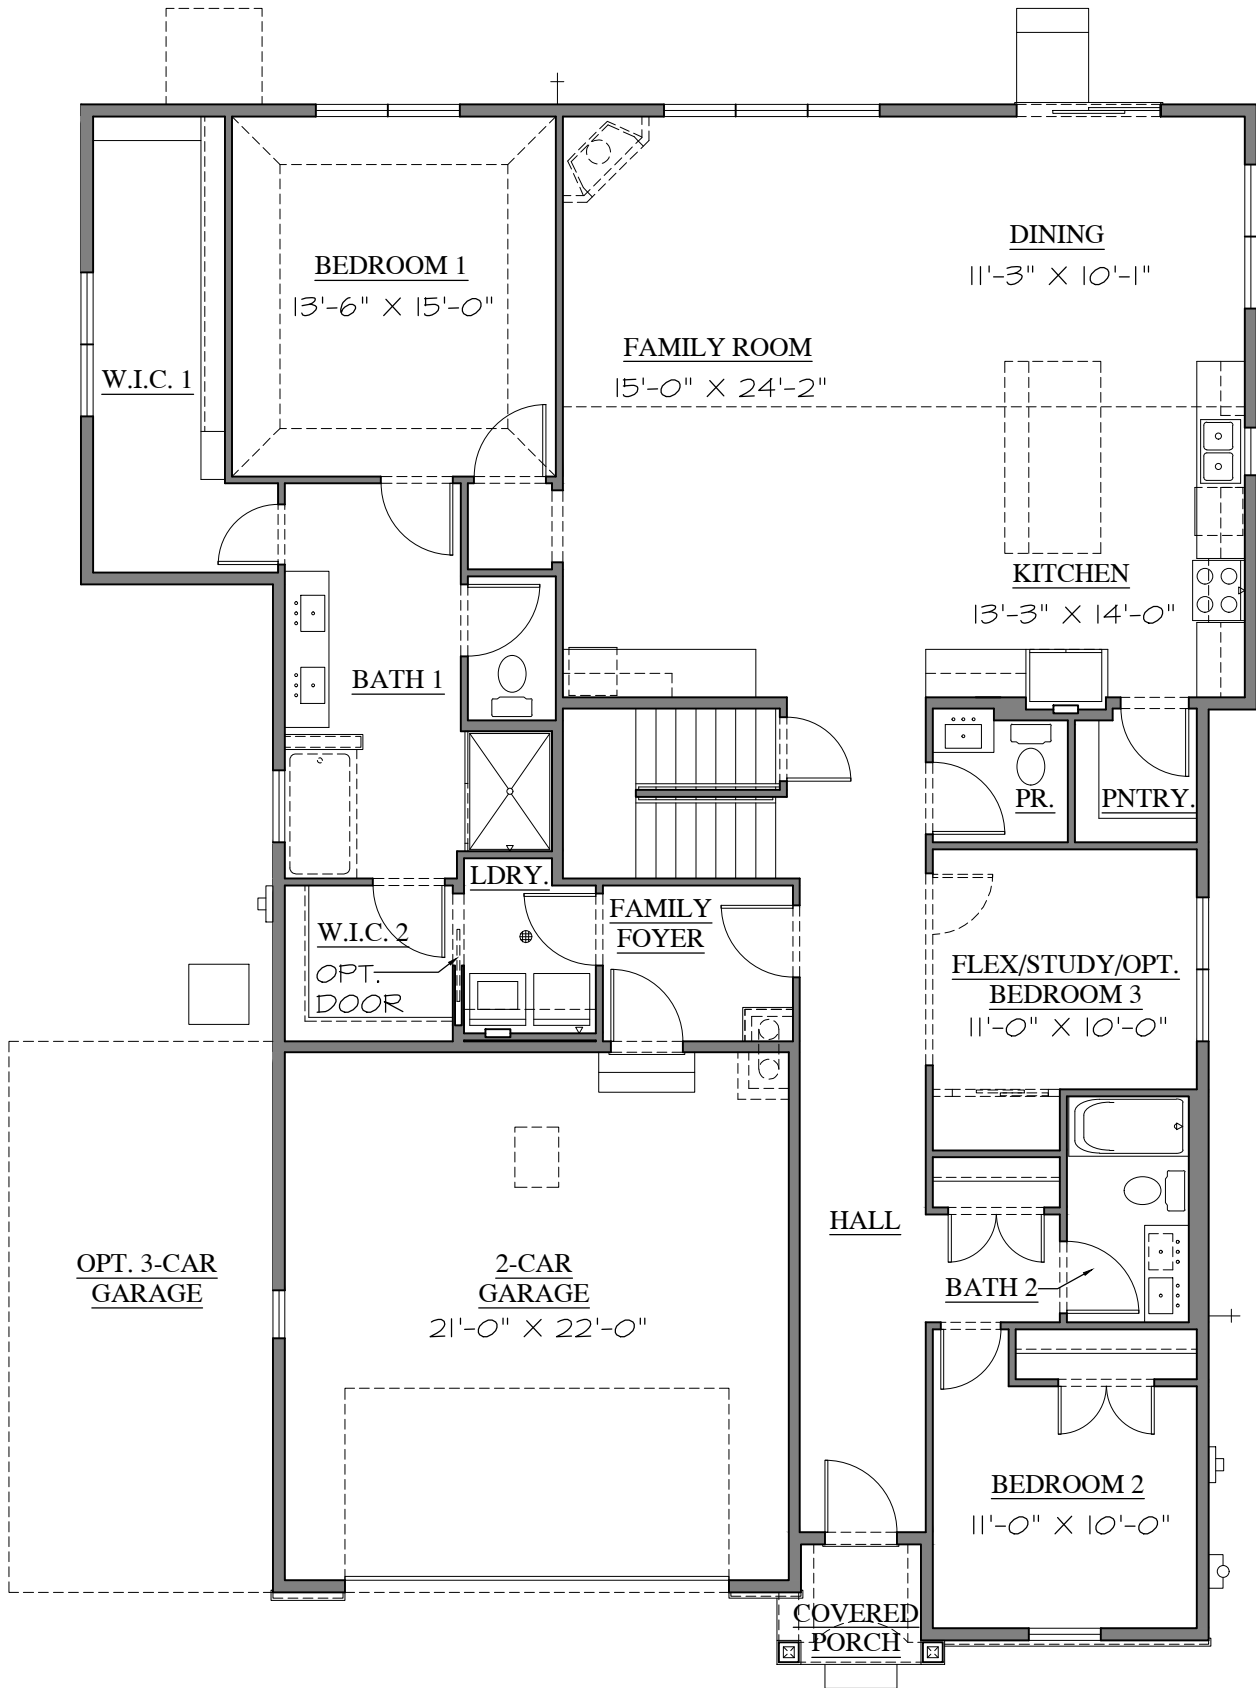 DINING
11'-3" X 10'-1"
BEDROOM 1
13'-6" X 15'-0"
FAMILY ROOM
15'-0" X 24'-2"
W.I.C. 1
KITCHEN
13'-3" X 14'-0"
BATH 1
PR.
PNTRY.
LDRY.
FAMILY
FOYER
W.I.C. 2
OPT.
DOOR
FLEX/STUDY/OPT.
BEDROOM 3
11'-0" X 10'-0"
HALL
OPT. 3-CAR
GARAGE
2-CAR
GARAGE
21'-0" X 22'-0"
BATH 2
BEDROOM 2
11'-0" X 10'-0"
COVERED
PORCH